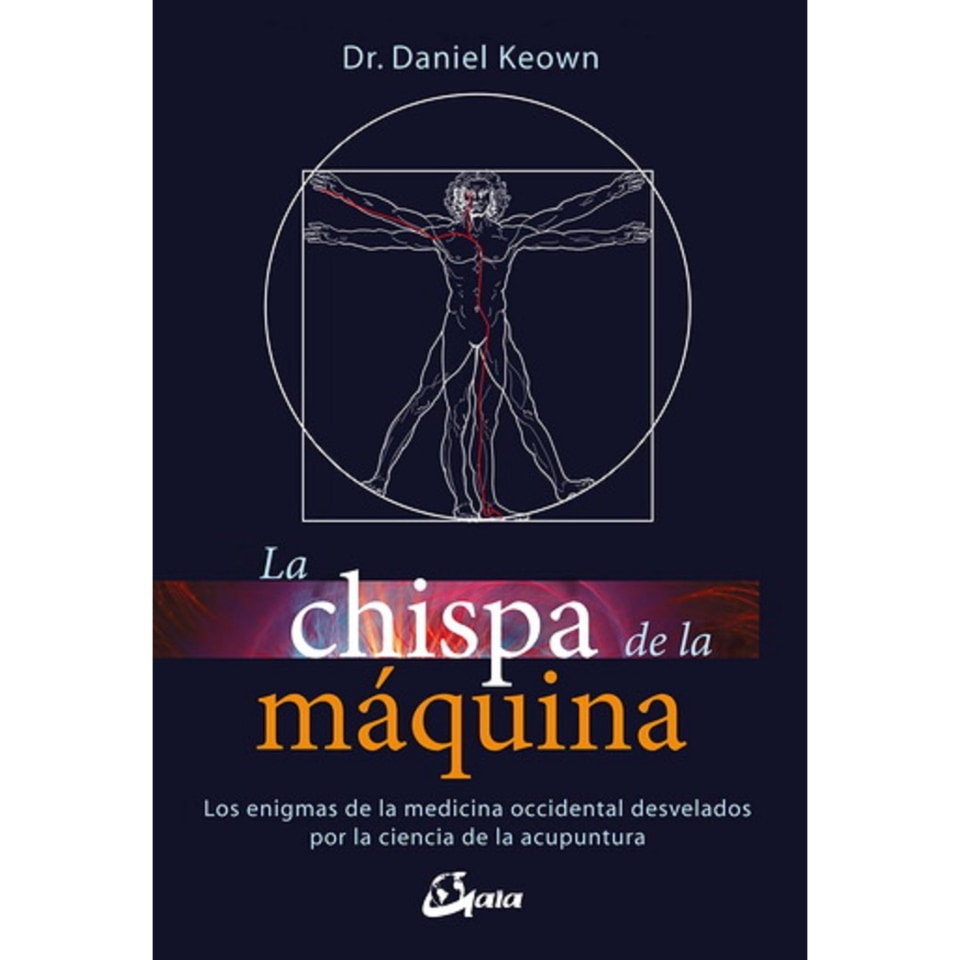 Dr. Daniel Keown
La
chispa de la
máquina
Los enigmas de la medicina occidental desvelados
por la ciencia de la acupuntura
Gaia